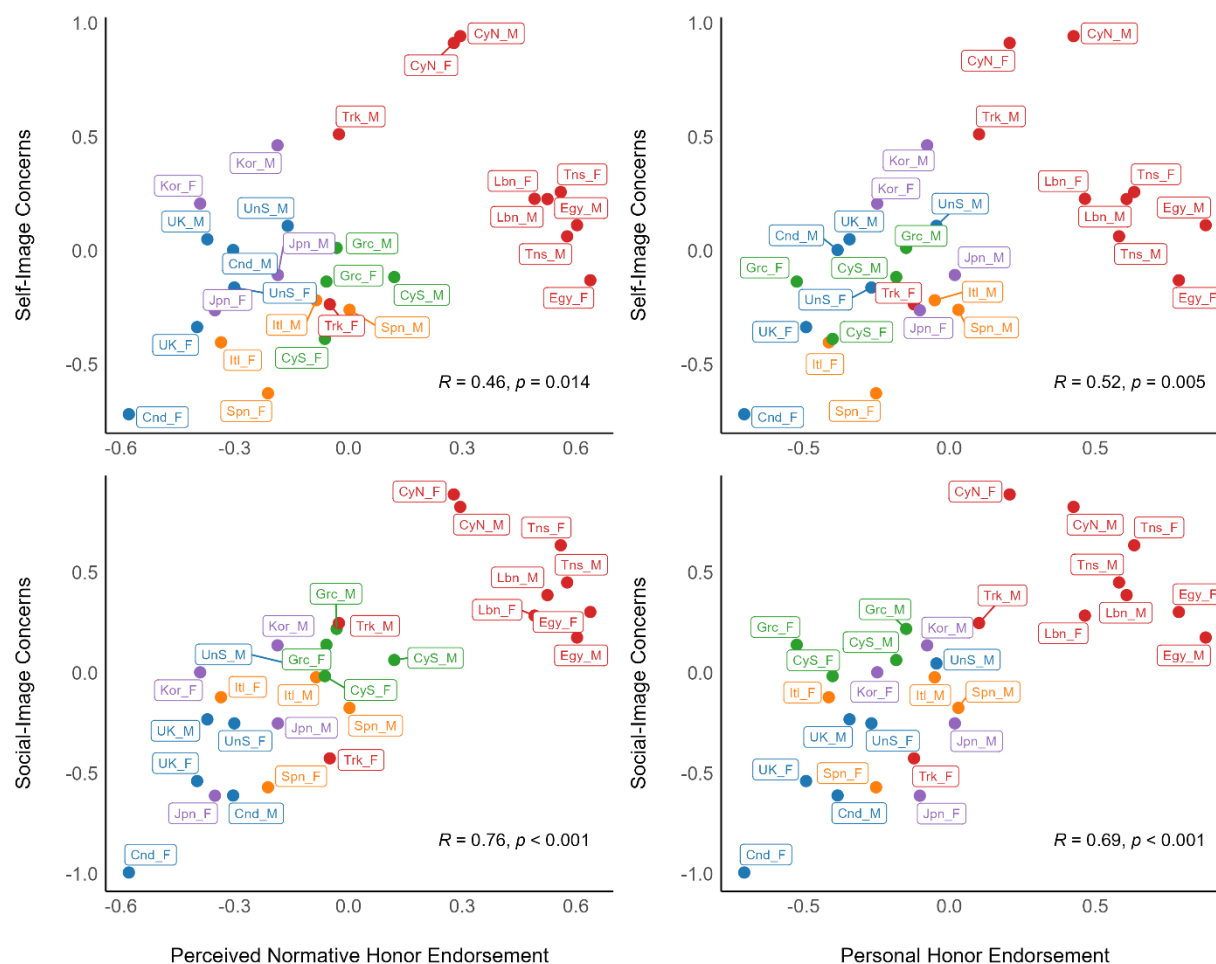 1.0
CyN_M
CyN_F
Trk_M
0.5
Kor_M
Kor_F
Lbn_F
Tns_F
UK_M
UnS_M
Lbn_M
Egy_M
Jpn_M
Grc_M
0.0
Cnd_M
Tns_M
Grc_F
Jpn_F
UnS_F
CyS_M
Egy_F
Itl_M
Trk_F
Spn_M
UK_F
Itl_F
CyS_F
-0.5
R = 0.46, p = 0.014
Spn_F
Cnd_F
-0.6
-0.3
0.0
0.3
0.6
Self-Image Concerns
1.0
CyN_M
CyN_F
Trk_M
0.5
Kor_M
Lbn_F
Tns_F
Kor_F
UnS_M
UK_M
Lbn_M
Egy_M
Cnd_M
Grc_M
0.0
Tns_M
Jpn_M
CyS_M
Grc_F
UnS_F
Trk_F
Itl_M
Egy_F
UK_F
Jpn_F
Spn_M
CyS_F
Itl_F
-0.5
R = 0.52, p = 0.005
Spn_F
Cnd_F
-0.5
0.0
0.5
Self-Image Concerns
CyN_F
CyN_M
Tns_F
0.5
Tns_M
Lbn_M
Grc_M
Lbn_F
Egy_F
Kor_M
Trk_M
UnS_M
Grc_F
CyS_M
Egy_M
0.0
Kor_F
Itl_F
Itl_M
CyS_F
UK_M
UnS_F
Jpn_M
Spn_M
UK_F
Spn_F
Trk_F
-0.5
Jpn_F
Cnd_M
R = 0.76, p < 0.001
Cnd_F
-1.0
-0.6
-0.3
0.0
0.3
0.6
Social-Image Concerns
Perceived Normative Honor Endorsement
CyN_F
CyN_M
Tns_F
0.5
Tns_M
Trk_M
Egy_F
Grc_F
Grc_M
Kor_M
Lbn_M
Lbn_F
CyS_M
CyS_F
UnS_M
Egy_M
0.0
Itl_F
Kor_F
Itl_M
Spn_M
UK_M
UnS_F
Jpn_M
UK_F
Spn_F
Trk_F
-0.5
Cnd_M
Jpn_F
R = 0.69, p < 0.001
Cnd_F
-1.0
-0.5
0.0
0.5
Social-Image Concerns
Personal Honor Endorsement